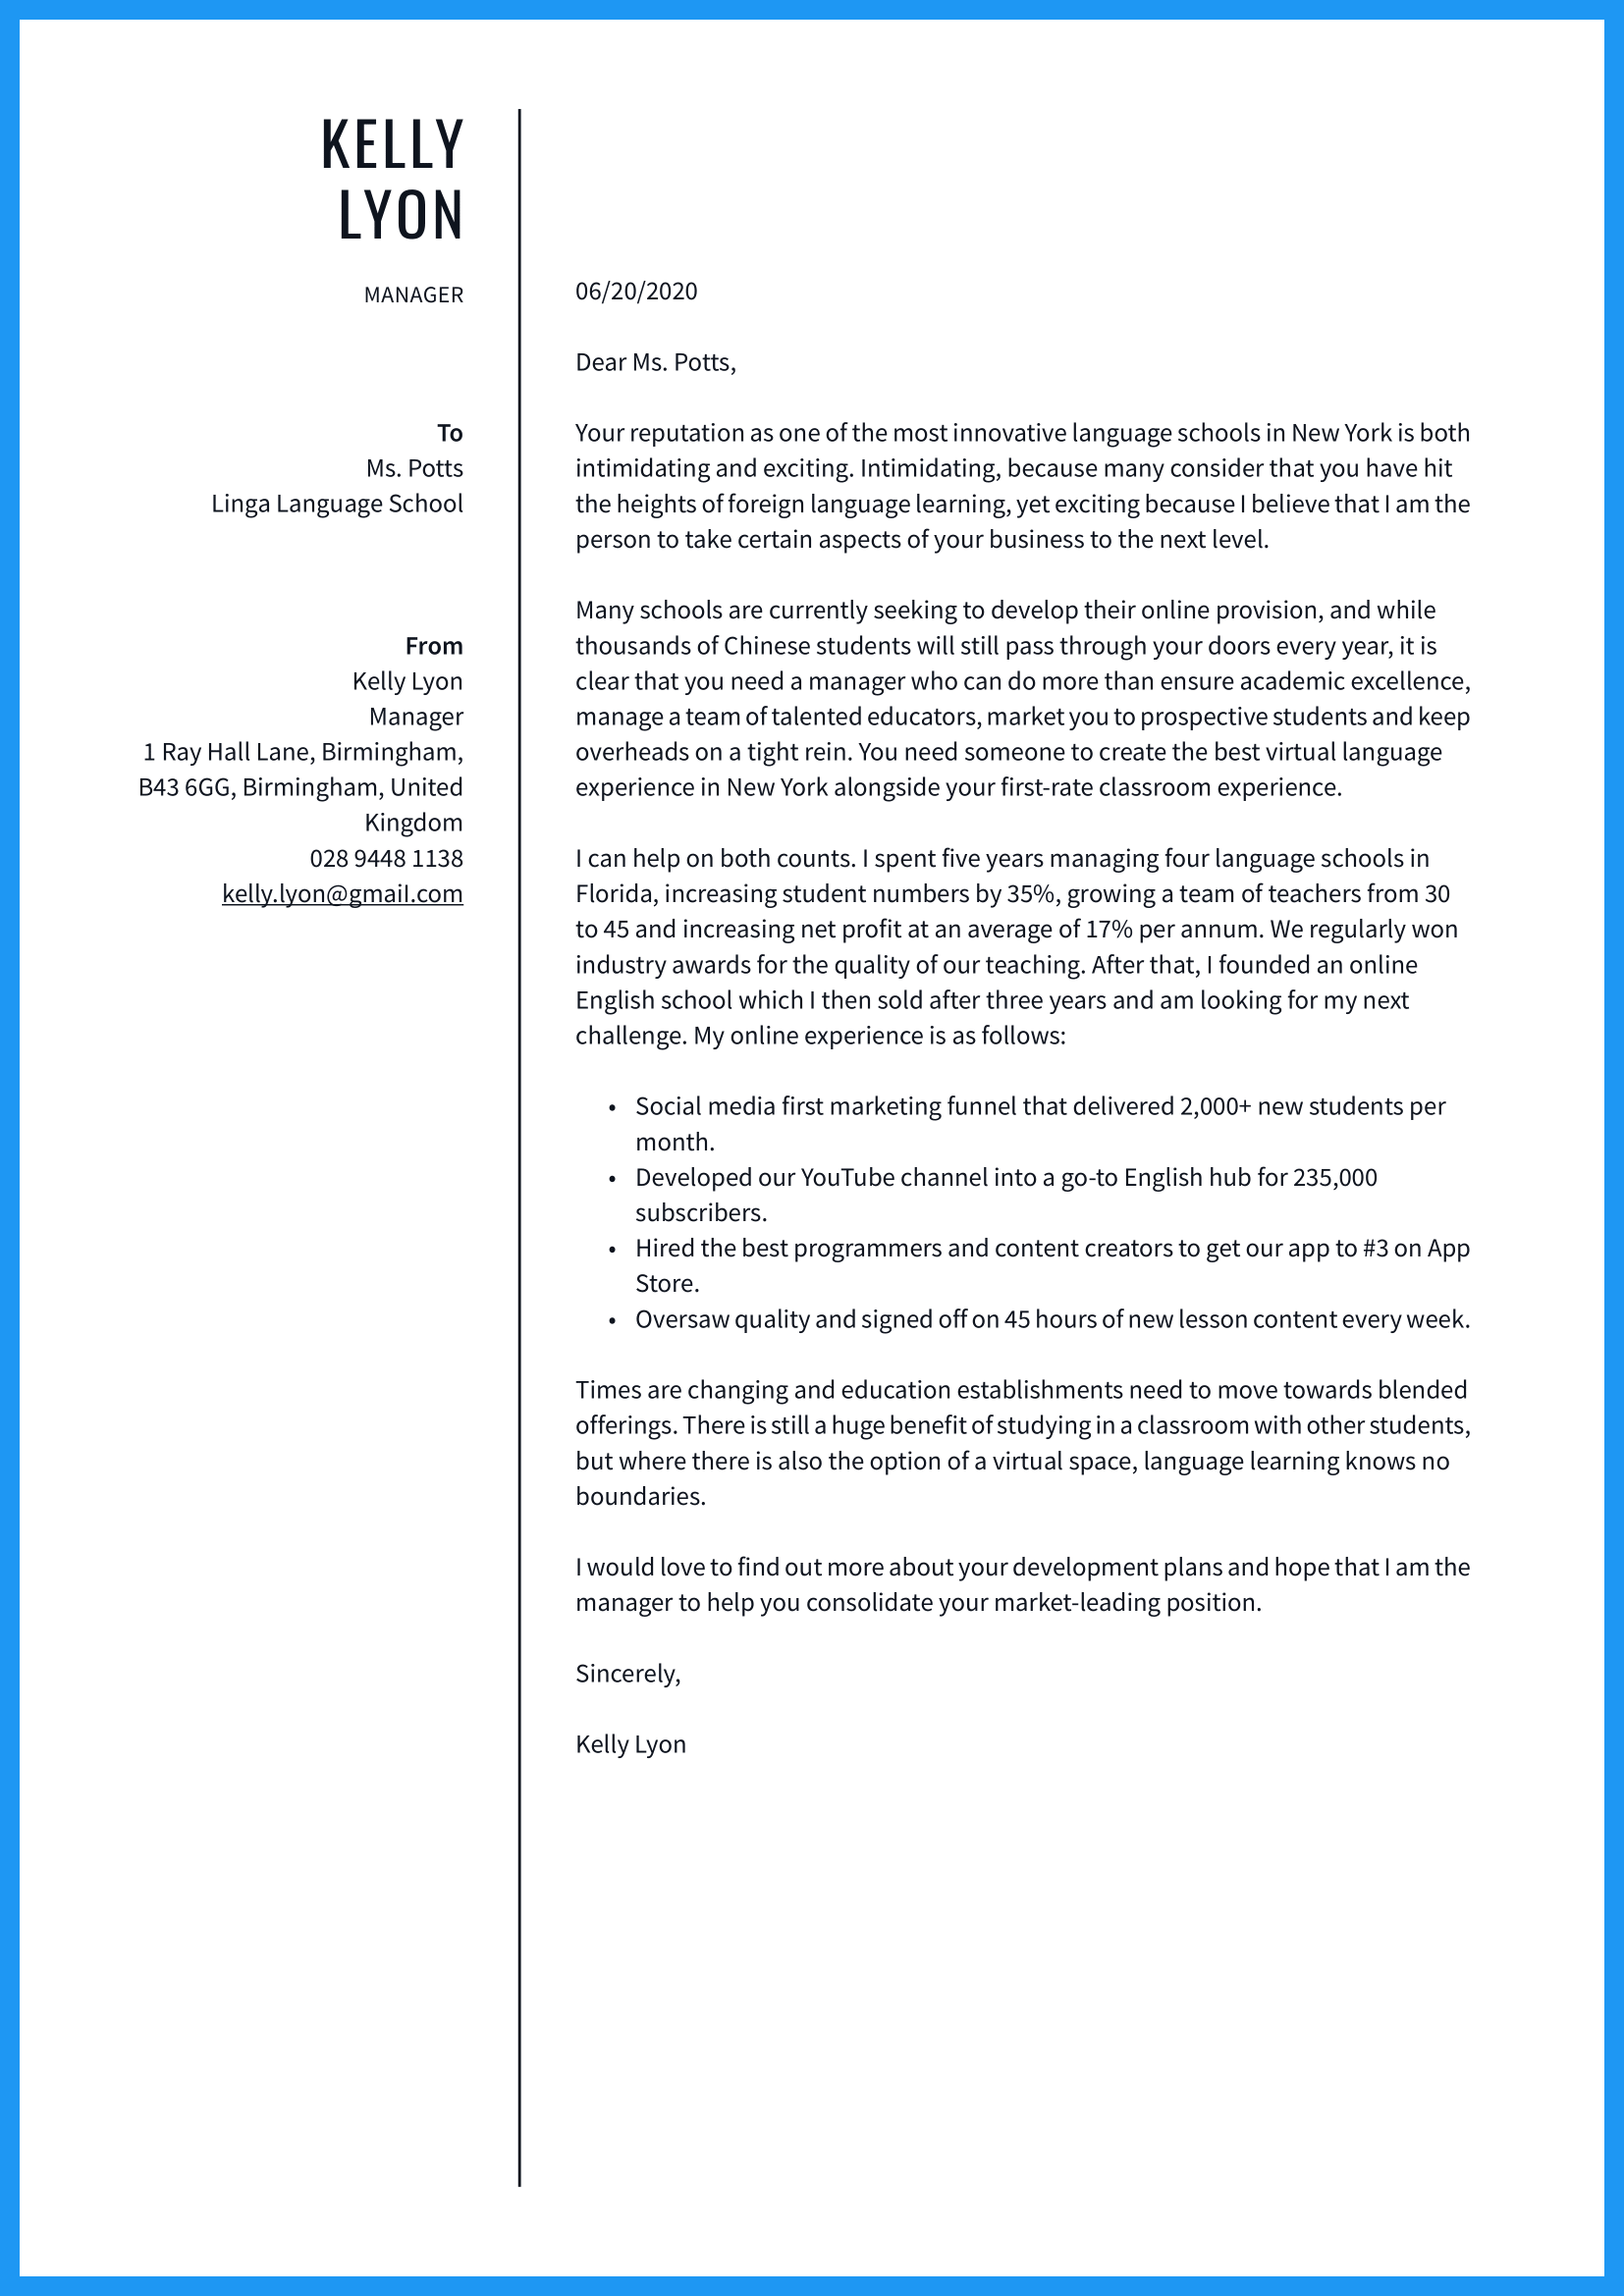 KELLY
LYON
MANAGER
To
Ms. Potts
Linga Language School
From
Kelly Lyon
Manager
1 Ray Hall Lane, Birmingham,
B43 6GG, Birmingham, United
Kingdom
028 9448 1138
kelly.lyon@gmail.com
06/20/2020
Dear Ms. Potts,
Your reputation as one of the most innovative language schools in New York is both
intimidating and exciting. Intimidating, because many consider that you have hit
the heights of foreign language learning, yet exciting because I believe that I am the
person to take certain aspects of your business to the next level.
Many schools are currently seeking to develop their online provision, and while
thousands of Chinese students will still pass through your doors every year, it is
clear that you need a manager who can do more than ensure academic excellence,
manage a team of talented educators, market you to prospective students and keep
overheads on a tight rein. You need someone to create the best virtual language
experience in New York alongside your first-rate classroom experience.
I can help on both counts. I spent five years managing four language schools in
Florida, increasing student numbers by 35%, growing a team of teachers from 30
to 45 and increasing net profit at an average of 17% per annum. We regularly won
industry awards for the quality of our teaching. After that, I founded an online
English school which I then sold after three years and am looking for my next
challenge. My online experience is as follows:
• Social media first marketing funnel that delivered 2,000+ new students per
month.
• Developed our YouTube channel into a go-to English hub for 235,000
subscribers.
• Hired the best programmers and content creators to get our app to #3 on App
Store.
• Oversaw quality and signed off on 45 hours of new lesson content every week.
Times are changing and education establishments need to move towards blended
offerings. There is still a huge benefit of studying in a classroom with other students,
but where there is also the option of a virtual space, language learning knows no
boundaries.
I would love to find out more about your development plans and hope that I am the
manager to help you consolidate your market-leading position.
Sincerely,
Kelly Lyon